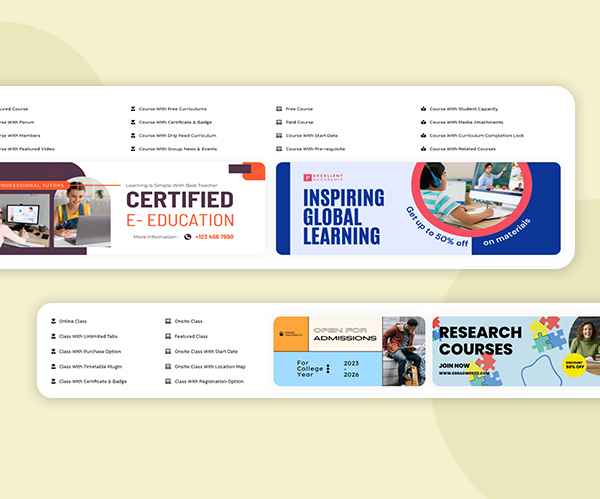 ured Course
rse With Forum
rse With Members
rse With Featured Video
Course With Free Curriculums
Course With Certificate & Badge
Course With Drip Feed Curriculum
Course With Group News & Events
Free Course
Paid Course
Course With Start Date
Course With Pre-requisite
Course With Student Capacity
Course With Media Attachments
Course With Curriculum Completion Lock
Course With Related Courses
PROFESSIONAL TUTORS
Learning is Simple With Best Teacher
CERTIFIED
E- EDUCATION
More Information :
+123 466 7890
EXCELLENT
INSPIRING
GLOBAL
LEARNING
Get up to 50% off on materials
Online Class
Class With Unlimited Tabs
Class With Purchase Option
Class With Timetable Plugin
Class With Certificate & Badge
Onsite Class
Featured Class
Onsite Class With Start Date
Onsite Class With Location Map
Class With Registration Option
OPEN FOR
ADMISSIONS
For
College
Year
2023
-
2026
RESEARCH
COURSES
JOIN NOW
DISCOUNT
50% OFF